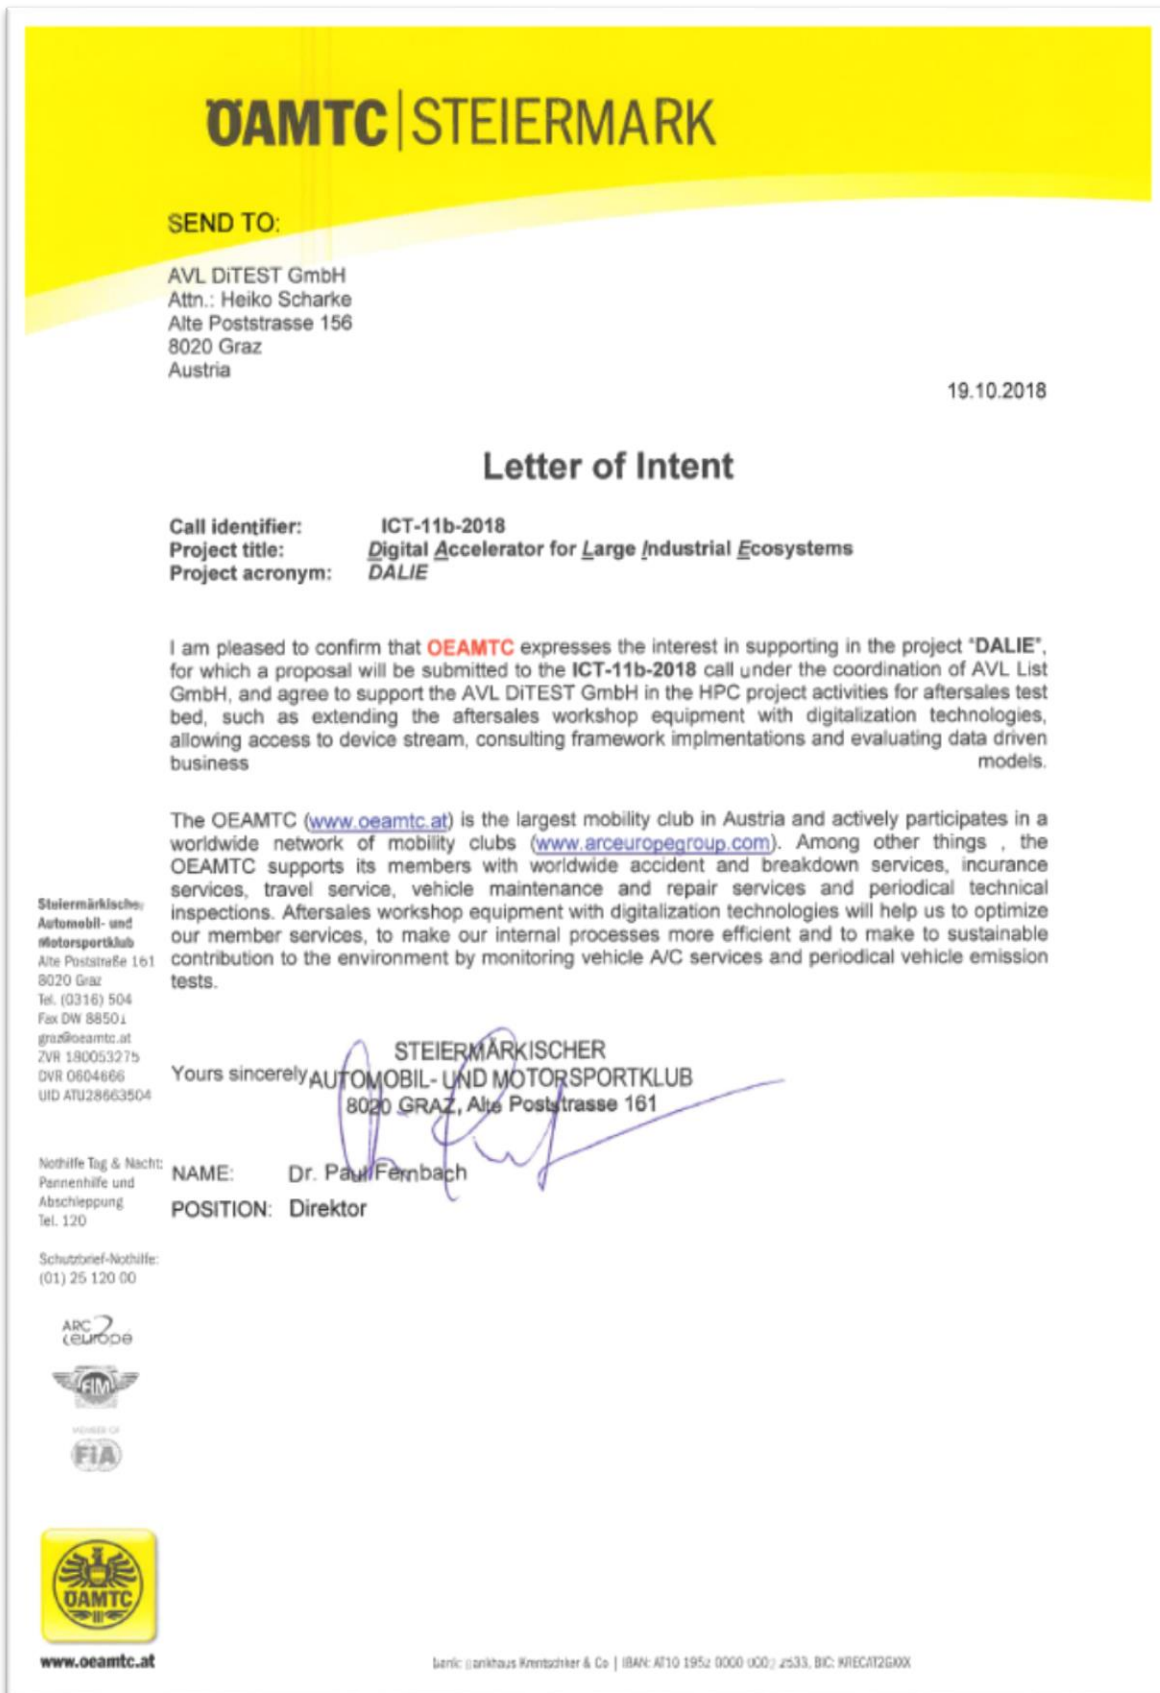 ÖAMTC|STEIERMARK
SEND TO:
AVL DiTEST GmbH
Attn.: Heiko Scharke
Alte Poststrasse 156
8020 Graz
Austria
19.10.2018
Letter of Intent
Call identifier: ICT-11b-2018
Project title: Digital Accelerator for Large Industrial Ecosystems
Project acronym: DALIE
I am pleased to confirm that OEAMTC expresses the interest in supporting in the project "DALIE",
for which a proposal will be submitted to the ICT-11b-2018 call under the coordination of AVL List
GmbH, and agree to support the AVL DiTEST GmbH in the HPC project activities for aftersales test
bed, such as extending the aftersales workshop equipment with digitalization technologies,
allowing access to device stream, consulting framework implmentations and evaluating data driven
business models.
The OEAMTC (www.oeamtc.at) is the largest mobility club in Austria and actively participates in a
worldwide network of mobility clubs (www.arceuropegroup.com). Among other things , the
OEAMTC supports its members with worldwide accident and breakdown services, incurance
services, travel service, vehicle maintenance and repair services and periodical technical
inspections. Aftersales workshop equipment with digitalization technologies will help us to optimize
our member services, to make our internal processes more efficient and to make to sustainable
contribution to the environment by monitoring vehicle A/C services and periodical vehicle emission
tests.
Yours sincerely
STEIERMÄRKISCHER
AUTOMOBIL- UND MOTORSPORTKLUB
8020 GRAZ, Alte Poststrasse 161
NAME: Dr. Paul Fernbach
POSITION: Direktor
Steiermärkischer
Automobil- und
Motorsportklub
Alte Poststraße 161
8020 Graz
Tel. (0316) 504
Fax DW 88501
graz@oeamtc.at
ZVR 180053275
DVR 0604666
UID ATU28663504
Nothilfe Tag & Nacht:
Pannenhilfe und
Abschleppung
Tel. 120
Schutzbrief-Nothilfe:
(01) 25 120 00
ARC
europe
FIM
MEMBER OF
FIA
ÖAMTC
www.oeamtc.at
Bank: Bankhaus Krentschker & Co | IBAN: AT10 1952 0000 2533, BIC: KRECAT2GXXX